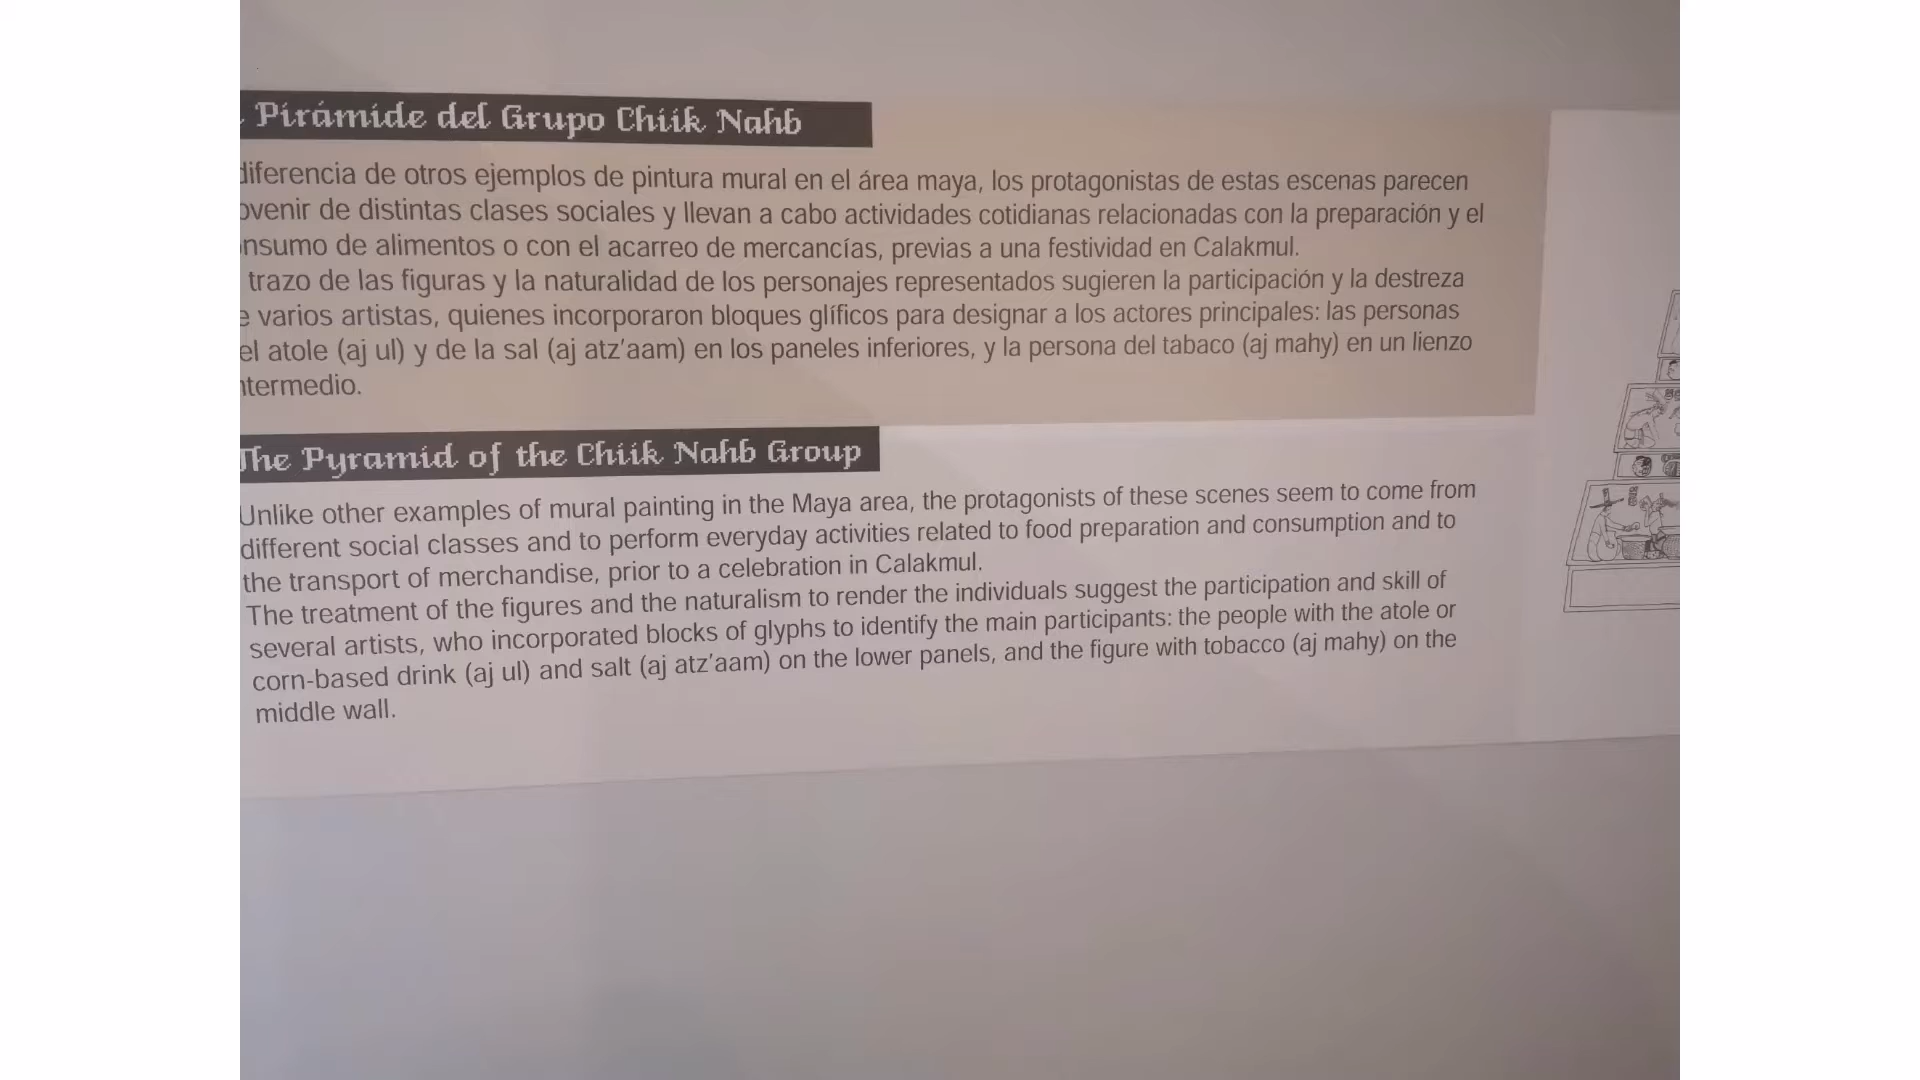 Pirámide del Grupo Chiik Nahb
diferencia de otros ejemplos de pintura mural en el área maya, los protagonistas de estas escenas parecen
ovenir de distintas clases sociales y llevan a cabo actividades cotidianas relacionadas con la preparación y el
nsumo de alimentos o con el acarreo de mercancías, previas a una festividad en Calakmul.
trazo de las figuras y la naturalidad de los personajes representados sugieren la participación y la destreza
e varios artistas, quienes incorporaron bloques glíficos para designar a los actores principales: las personas
el atole (aj ul) y de la sal (aj atz'aam) en los paneles inferiores, y la persona del tabaco (aj mahy) en un lienzo
ntermedio.
The Pyramid of the Chiik Nahb Group
Unlike other examples of mural painting in the Maya area, the protagonists of these scenes seem to come from
different social classes and to perform everyday activities related to food preparation and consumption and to
the transport of merchandise, prior to a celebration in Calakmul.
The treatment of the figures and the naturalism to render the individuals suggest the participation and skill of
several artists, who incorporated blocks of glyphs to identify the main participants: the people with the atole or
corn-based drink (aj ul) and salt (aj atz'aam) on the lower panels, and the figure with tobacco (aj mahy) on the
middle wall.